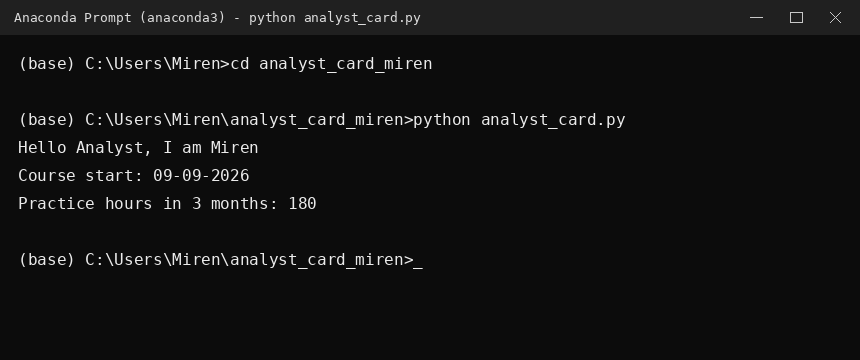 Anaconda Prompt (anaconda3) - python analyst_card.py
(base) C:\Users\Miren>cd analyst_card_miren
(base) C:\Users\Miren\analyst_card_miren>python analyst_card.py
Hello Analyst, I am Miren
Course start: 09-09-2026
Practice hours in 3 months: 180
(base) C:\Users\Miren\analyst_card_miren>_